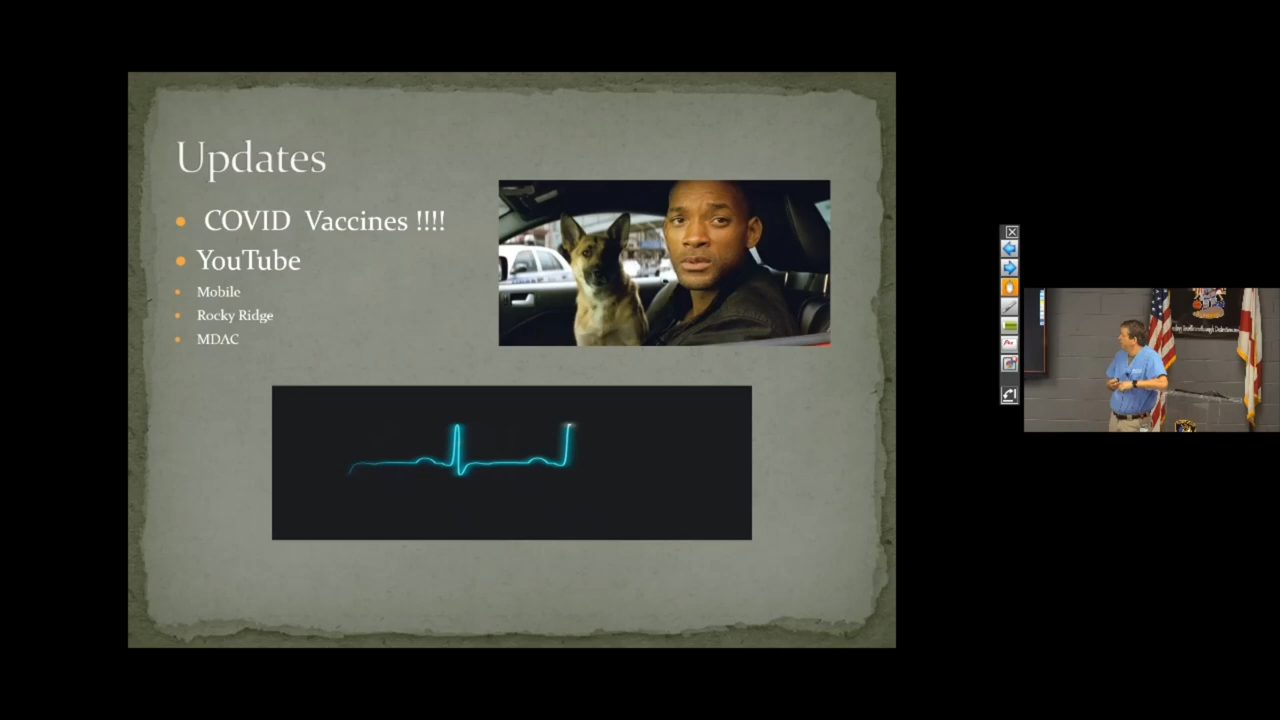 Updates
COVID Vaccines !!!!
YouTube
Mobile
Rocky Ridge
MDAC